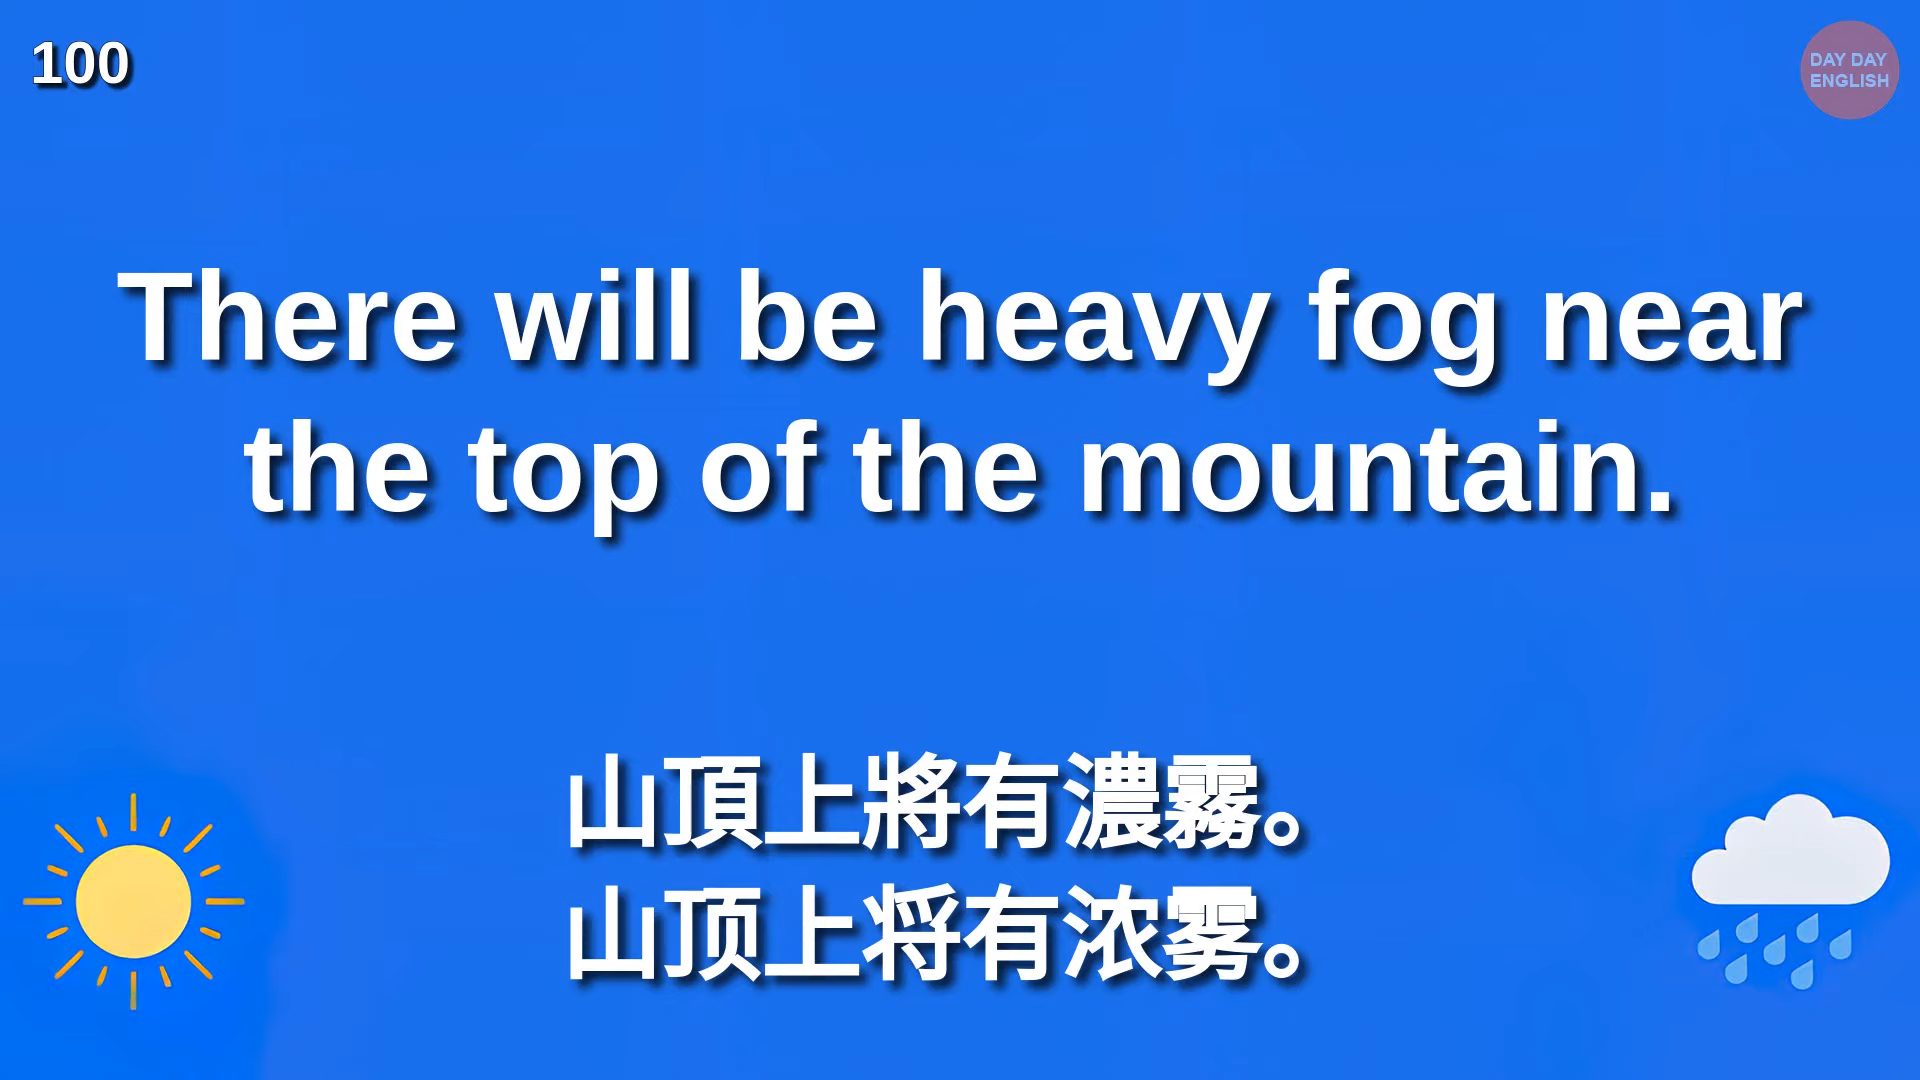 100
DAY DAY
ENGLISH
There will be heavy fog near
the top of the mountain.
山頂上將有濃霧。
山顶上将有浓雾。